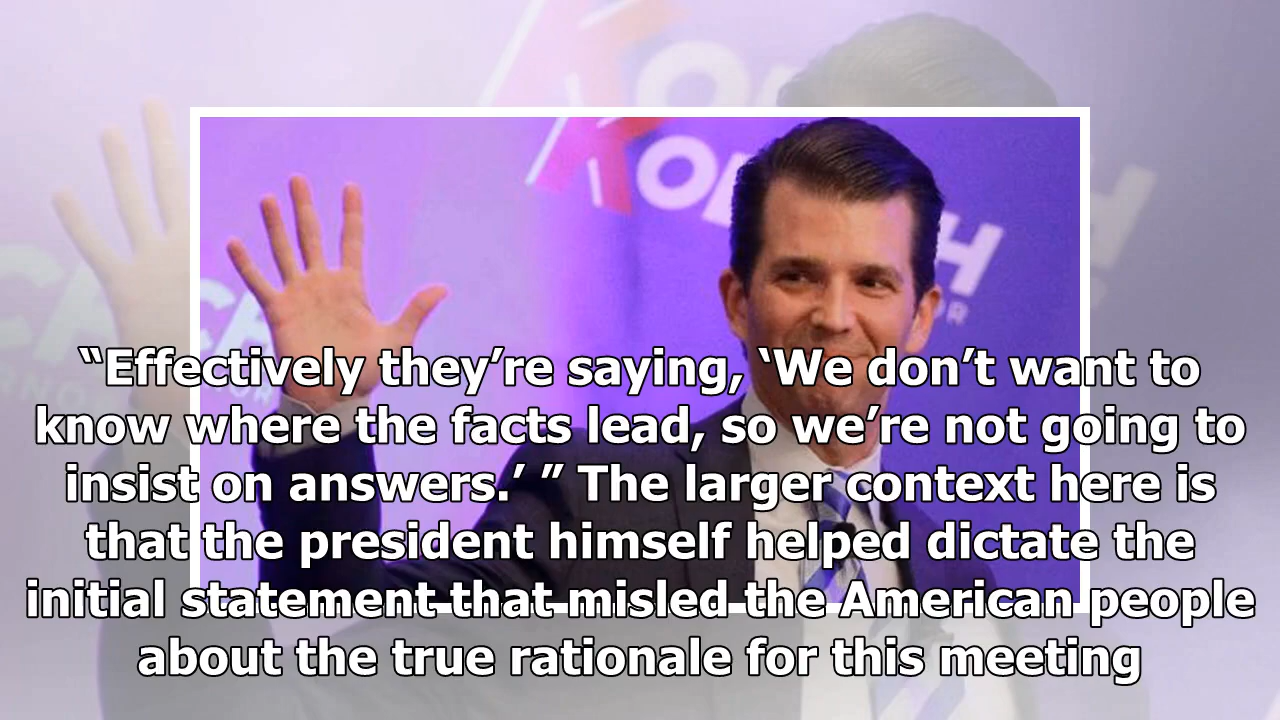 “Effectively they’re saying, ‘We don’t want to
know where the facts lead, so we’re not going to
insist on answers.’ ” The larger context here is
that the president himself helped dictate the
initial statement that misled the American people
about the true rationale for this meeting